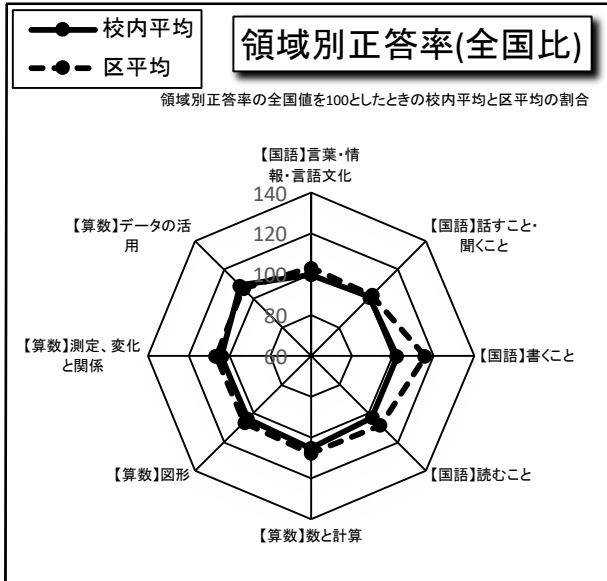 校内平均
区平均
領域別正答率(全国比)
領域別正答率の全国値を100としたときの校内平均と区平均の割合
【国語】言葉・情
報・言語文化
140
120
100
80
60
【国語】話すこと・
聞くこと
【国語】書くこと
【国語】読むこと
【算数】数と計算
【算数】図形
【算数】測定、変化
と関係
【算数】データの活
用